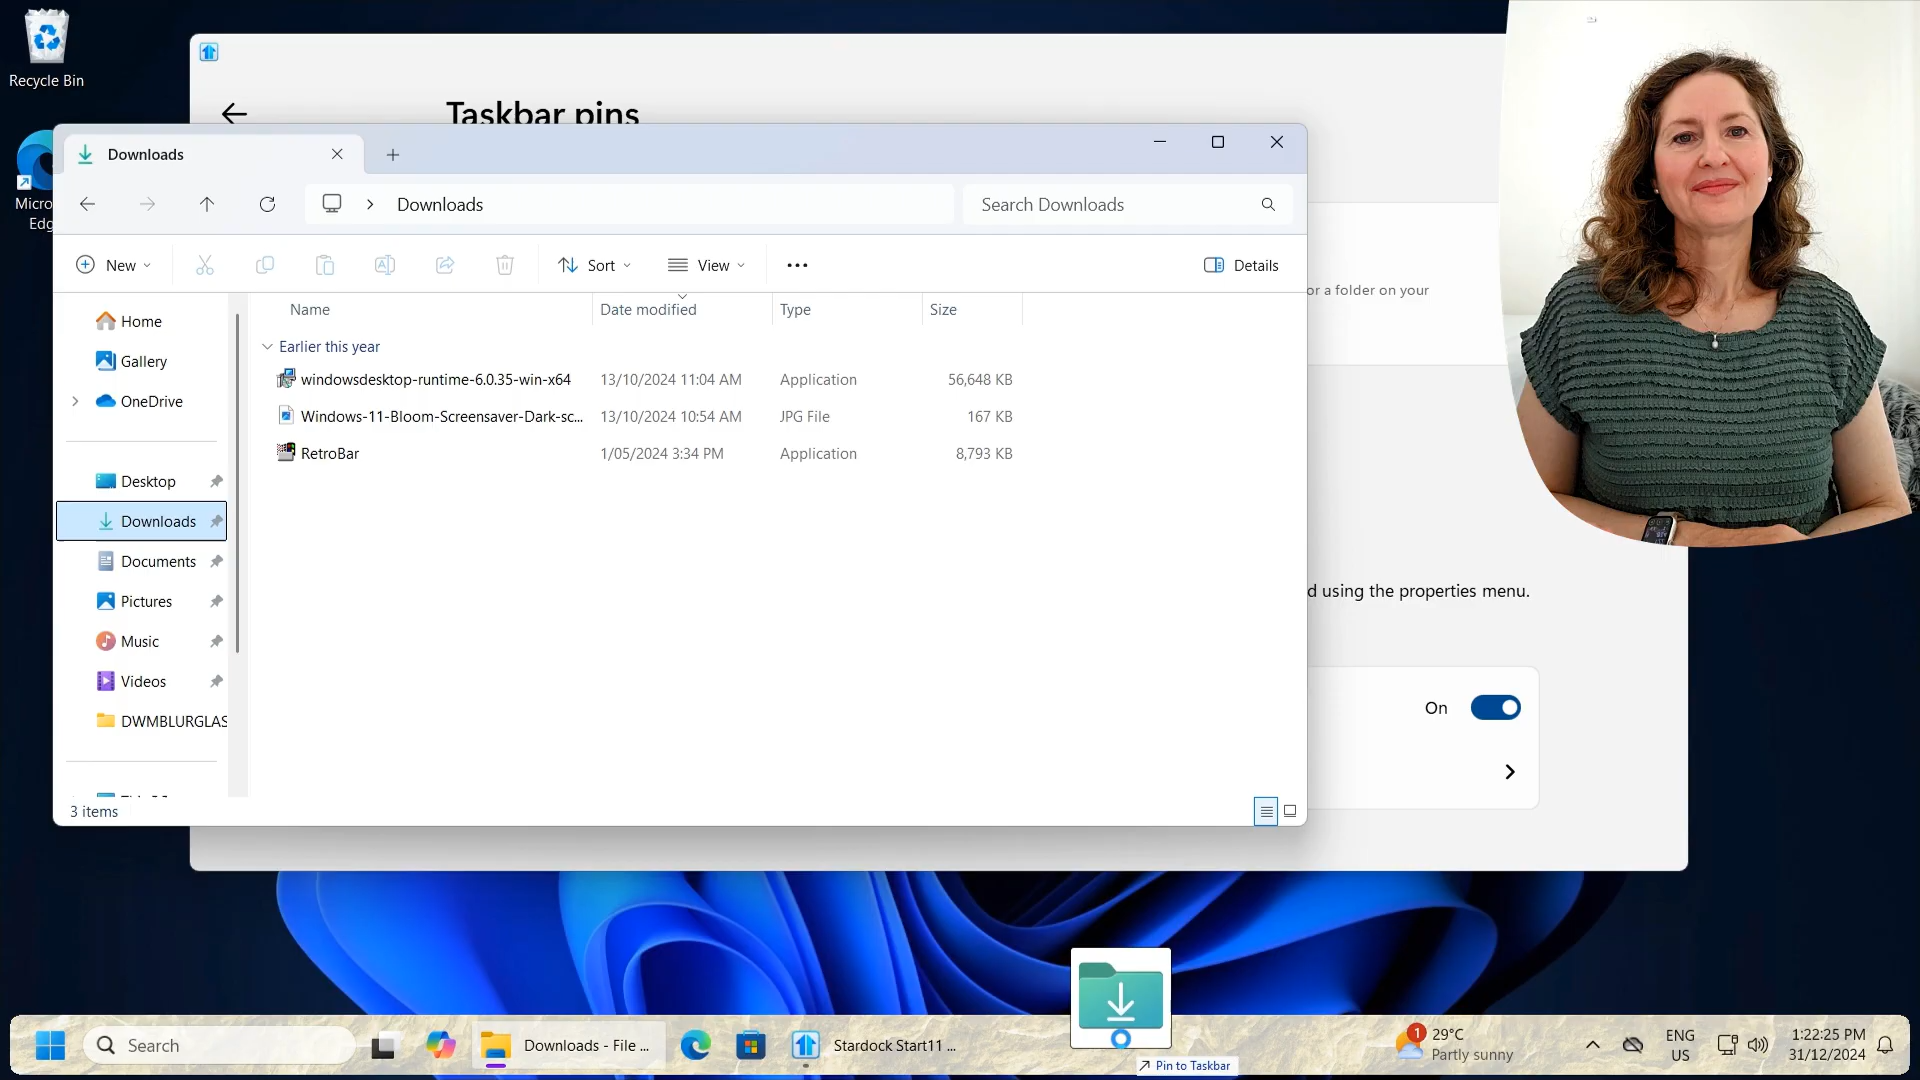 Recycle Bin
Taskbar pins
Downloads
Micro
Edg
Downloads
Search Downloads
New
Sort
View
Details
Name
Date modified
Type
Size
Home
Gallery
OneDrive
Desktop
Downloads
Documents
Pictures
Music
Videos
DWMBLURGLAS
Earlier this year
windowsdesktop-runtime-6.0.35-win-x64 13/10/2024 11:04 AM Application 56,648 KB
Windows-11-Bloom-Screensaver-Dark-sc... 13/10/2024 10:54 AM JPG File 167 KB
RetroBar 1/05/2024 3:34 PM Application 8,793 KB
or a folder on your
d using the properties menu.
On
3 items
Search
Downloads - File ...
Stardock Start11 ...
Pin to Taskbar
1
29°C
Partly sunny
ENG
US
1:22:25 PM
31/12/2024